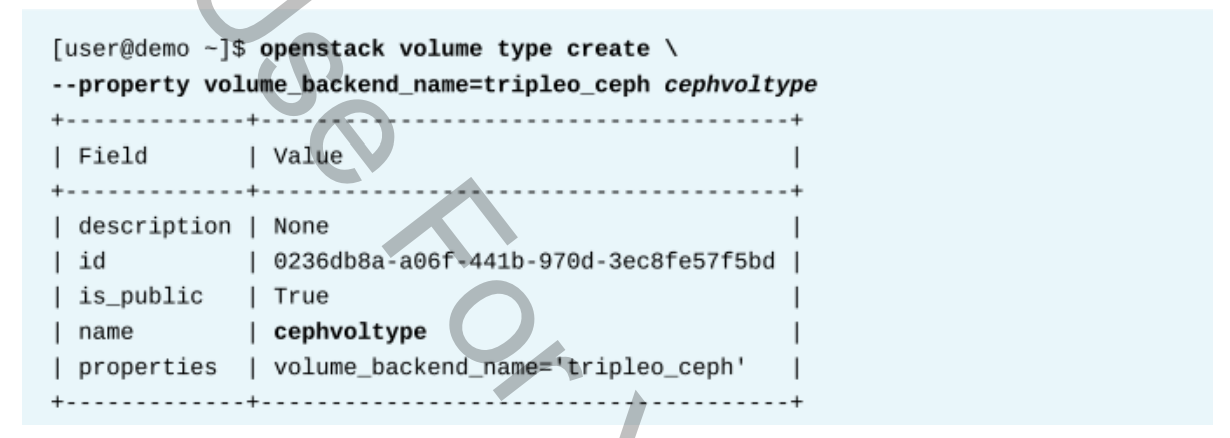 [user@demo ~]$ openstack volume type create \
--property volume_backend_name=tripleo_ceph cephvoltype
+-------------+--------------------------------------+
| Field       | Value                                |
+-------------+--------------------------------------+
| description | None                                 |
| id          | 0236db8a-a06f-441b-970d-3ec8fe57f5bd |
| is_public   | True                                 |
| name        | cephvoltype                          |
| properties  | volume_backend_name='tripleo_ceph'   |
+-------------+--------------------------------------+
Use For